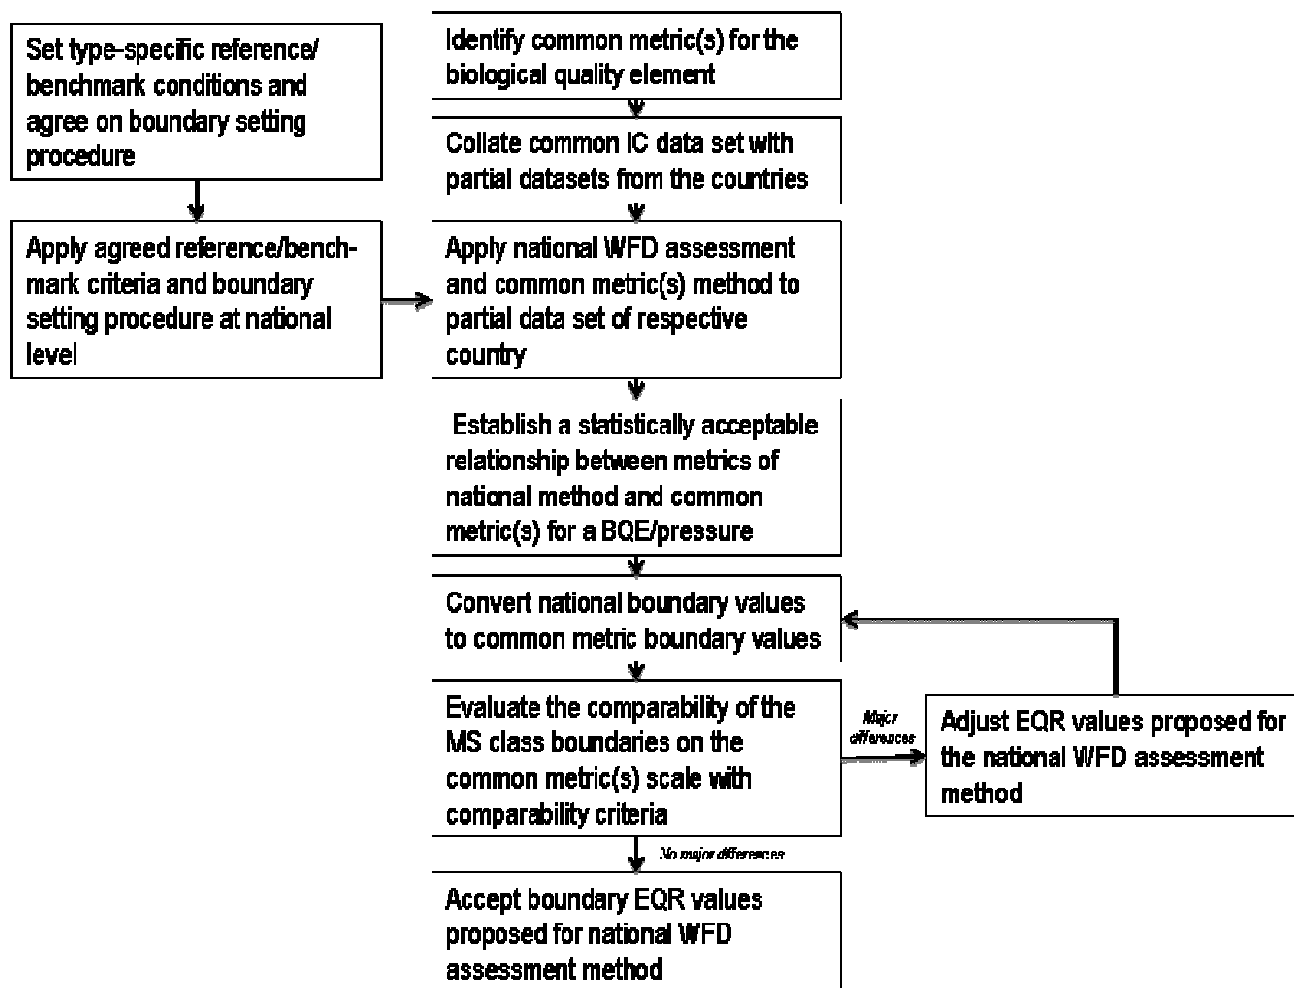 Set type-specific reference/
benchmark conditions and
agree on boundary setting
procedure
Apply agreed reference/bench-
mark criteria and boundary
setting procedure at national
level
Identify common metric(s) for the
biological quality element
Collate common IC data set with
partial datasets from the countries
Apply national WFD assessment
and common metric(s) method to
partial data set of respective
country
Establish a statistically acceptable
relationship between metrics of
national method and common
metric(s) for a BQE/pressure
Convert national boundary values
to common metric boundary values
Evaluate the comparability of the
MS class boundaries on the
common metric(s) scale with
comparability criteria
Major
differences
Adjust EQR values proposed for
the national WFD assessment
method
No major differences
Accept boundary EQR values
proposed for national WFD
assessment method